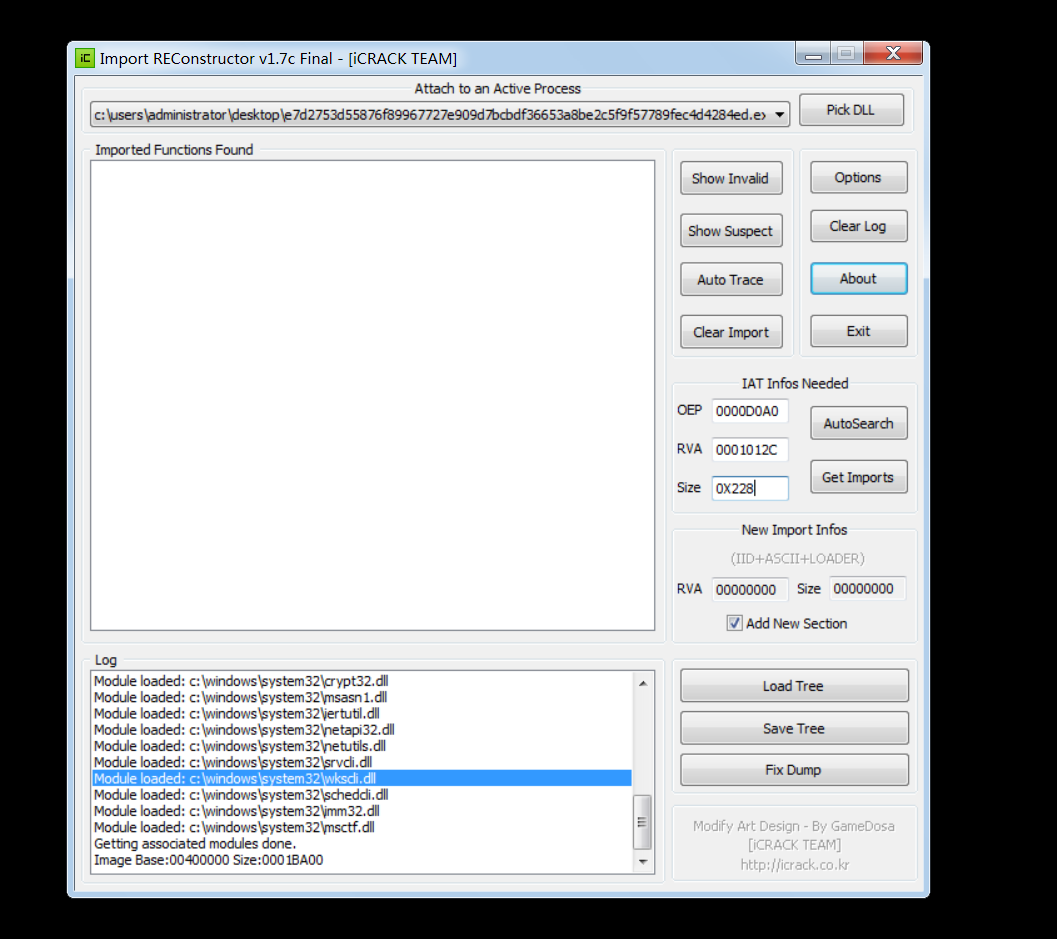 iC Import REConstructor v1.7c Final - [iCRACK TEAM]
Attach to an Active Process
c:\users\administrator\desktop\e7d2753d55876f89967727e909d7bcbdf36653a8be2c5f9f57789fec4d4284ed.ex
Pick DLL
Imported Functions Found
Show Invalid
Options
Show Suspect
Clear Log
Auto Trace
About
Clear Import
Exit
IAT Infos Needed
OEP 0000D0A0
AutoSearch
RVA 0001012C
Size 0X228
Get Imports
New Import Infos
(IID+ASCII+LOADER)
RVA 00000000 Size 00000000
Add New Section
Log
Module loaded: c:\windows\system32\crypt32.dll
Module loaded: c:\windows\system32\msasn1.dll
Module loaded: c:\windows\system32\iertutil.dll
Module loaded: c:\windows\system32\netapi32.dll
Module loaded: c:\windows\system32\netutils.dll
Module loaded: c:\windows\system32\srvcli.dll
Module loaded: c:\windows\system32\wkscli.dll
Module loaded: c:\windows\system32\schedcli.dll
Module loaded: c:\windows\system32\imm32.dll
Module loaded: c:\windows\system32\msctf.dll
Getting associated modules done.
Image Base:00400000 Size:0001BA00
Load Tree
Save Tree
Fix Dump
Modify Art Design - By GameDosa
[iCRACK TEAM]
http://icrack.co.kr